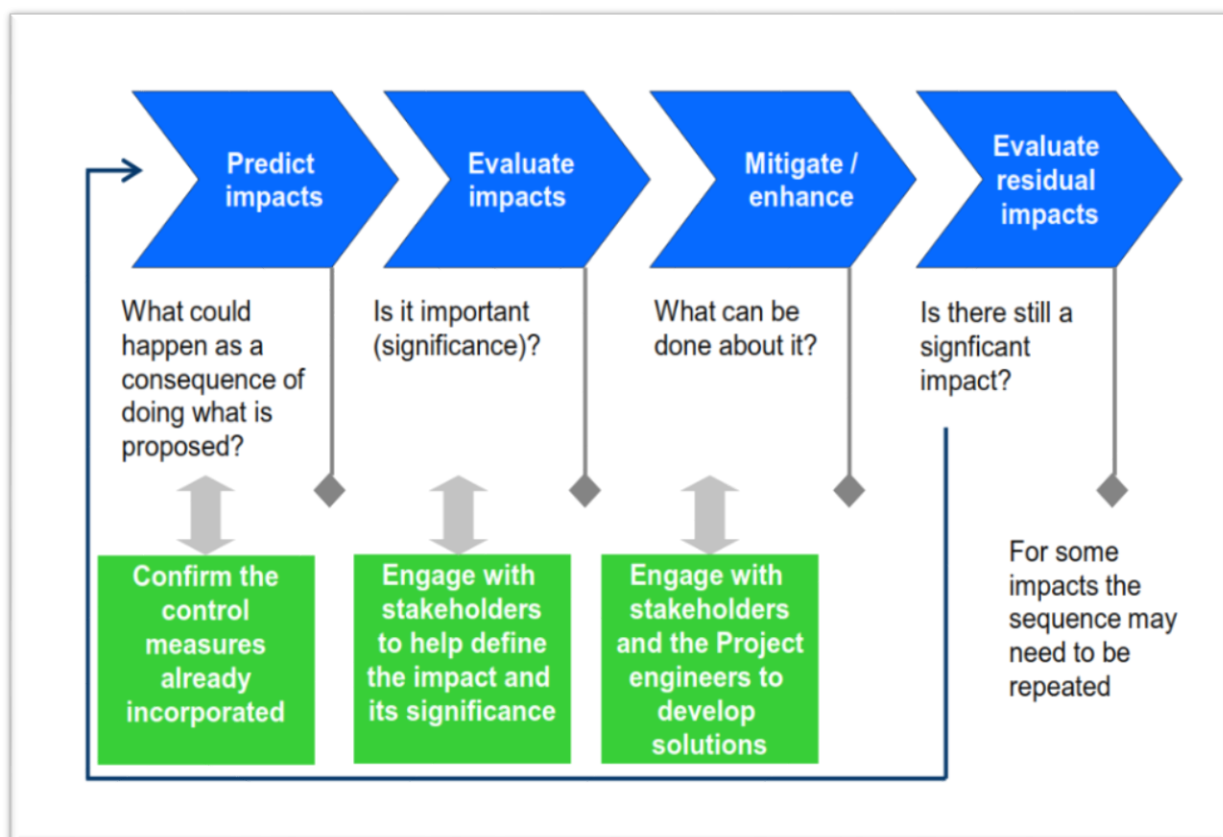 Predict
impacts
Evaluate
impacts
Mitigate /
enhance
Evaluate
residual
impacts
What could
happen as a
consequence of
doing what is
proposed?
Is it important
(significance)?
What can be
done about it?
Is there still a
signficant
impact?
Confirm the
control
measures
already
incorporated
Engage with
stakeholders
to help define
the impact and
its significance
Engage with
stakeholders
and the Project
engineers to
develop
solutions
For some
impacts the
sequence may
need to be
repeated